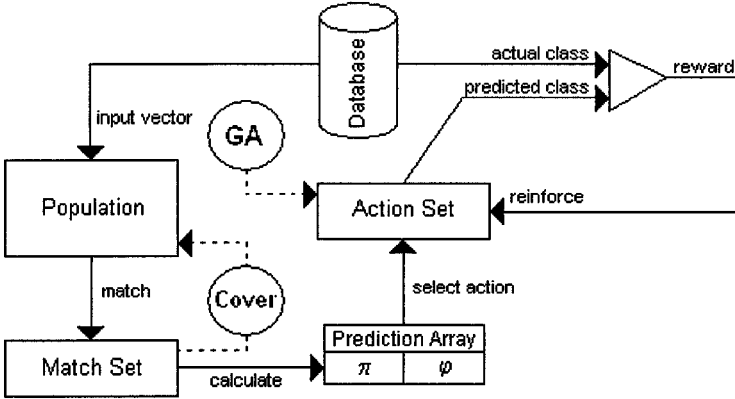 Database
actual class
predicted class
reward
input vector
GA
Population
Action Set
reinforce
match
Cover
select action
Match Set
calculate
Prediction Array
π φ